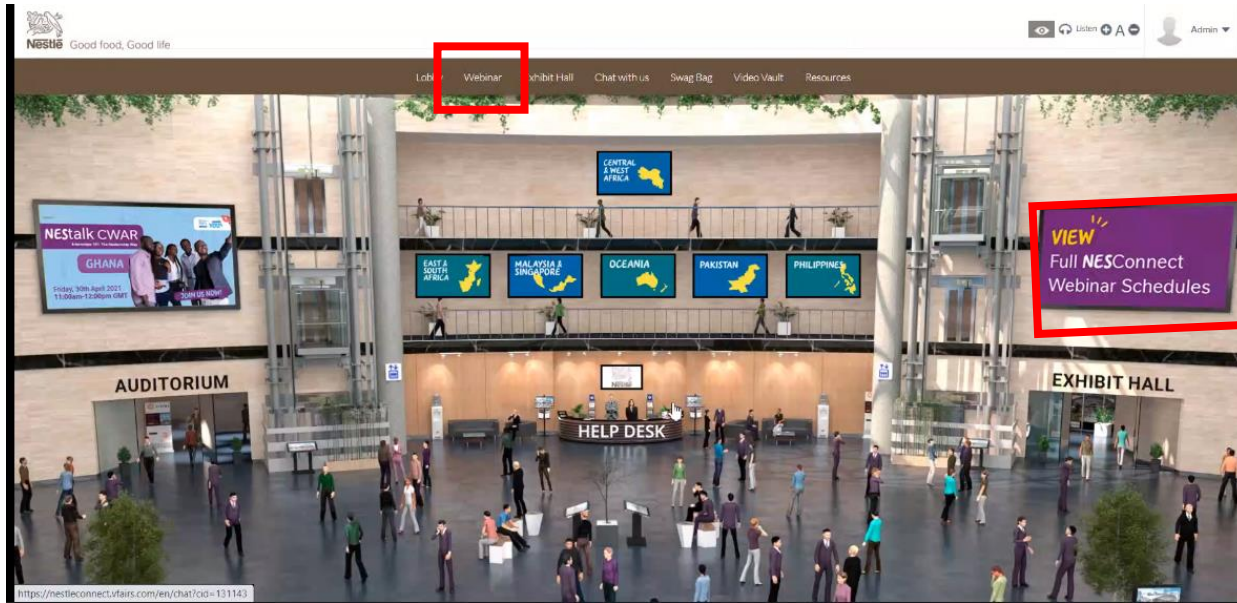 Nestlé Good food, Good life
Listen A Admin
Lobby Webinar Exhibit Hall Chat with us Swag Bag Video Vault Resources
CENTRAL
& WEST
AFRICA
NEStalk CWAR
GHANA
Friday, 30th April 2021
11:00am-12:00pm GMT
JOIN US NOW!
EAST &
SOUTH
AFRICA
MALAYSIA &
SINGAPORE
OCEANIA
PAKISTAN
PHILIPPINES
VIEW
Full NESConnect
Webinar Schedules
AUDITORIUM
EXHIBIT HALL
HELP DESK
https://nestleconnect.vfairs.com/en/chat?cid=131143